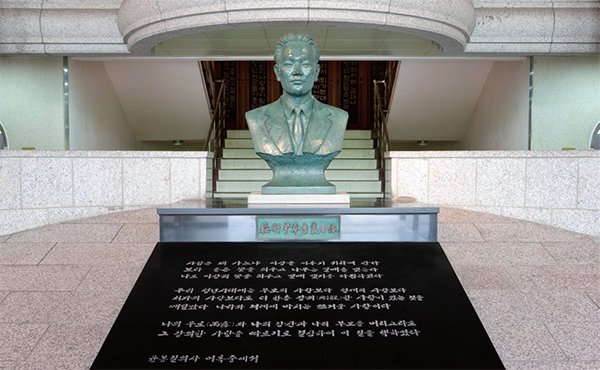 梅軒尹奉吉義士像
사람은 왜 사느냐 이상을 이루기 위하여 산다
보라 풀은 꽃을 피우고 나무는 열매를 맺는다
나도 이상의 꽃을 피우고 열매 맺기를 다짐하였다
우리 청년시대에는 부모의 사랑보다 형제의 사랑보다
처자의 사랑보다도 더 한층 강의(剛毅)한 사랑이 있는 것을
깨달았다 나라와 겨레에 바치는 뜨거운 사랑이다
나의 우로(雨露)와 나의 강산과 나의 부모를 버리고라도
그 강의한 사랑을 따르기로 결심하여 이 길을 택하였다
윤봉길의사 어록중에서